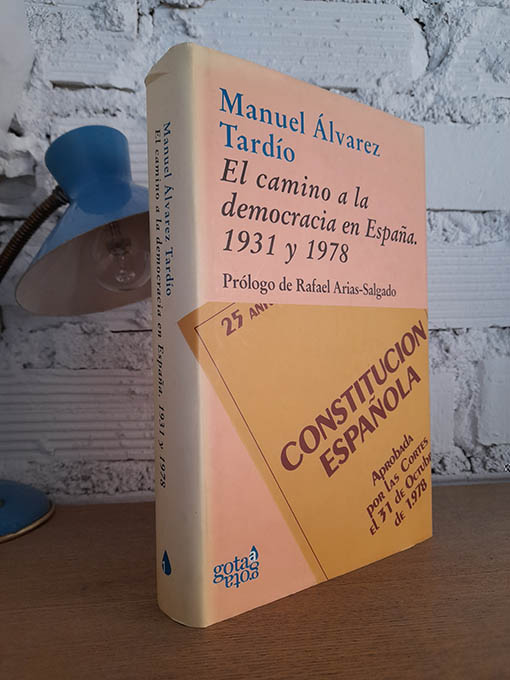 Manuel Álvarez Tardío
El camino a la democracia en España. 1931 y 1978
Manuel Álvarez
Tardío
El camino a la
democracia en España.
1931 y 1978
Prólogo de Rafael Arias-Salgado
25
CONSTITUCION
ESPAÑOLA
Aprobada
por las Cortes
el 31 de Octubre
de 1978
gota a
gota